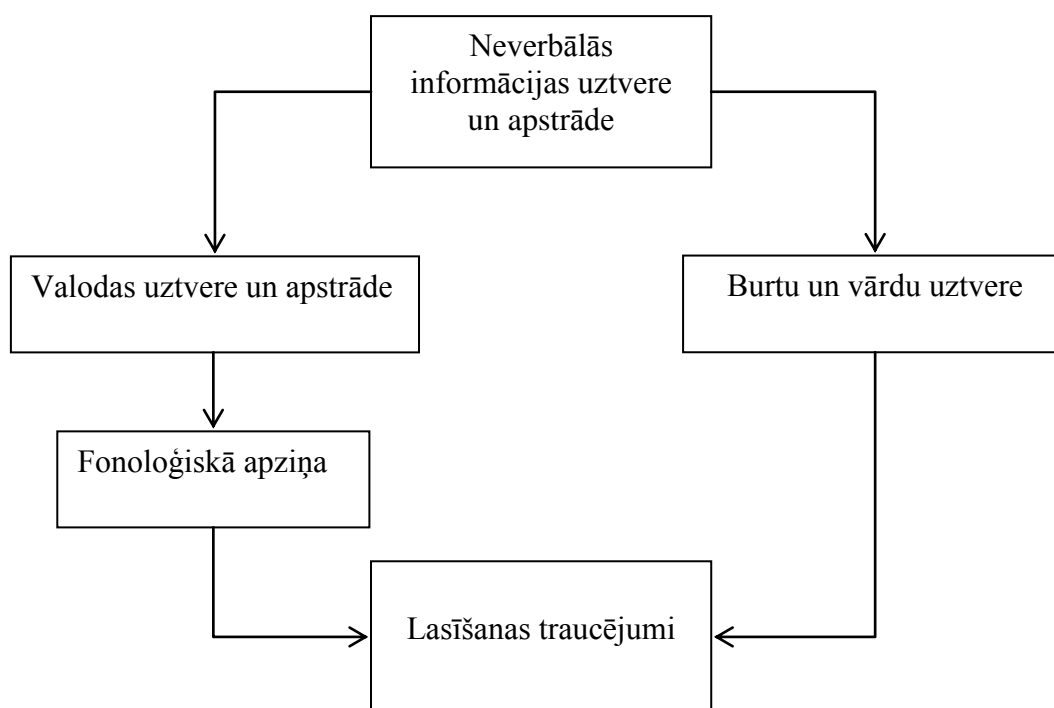 Neverbālās
informācijas uztvere
un apstrāde
Valodas uztvere un apstrāde
Burtu un vārdu uztvere
Fonoloģiskā apziņa
Lasīšanas traucējumi